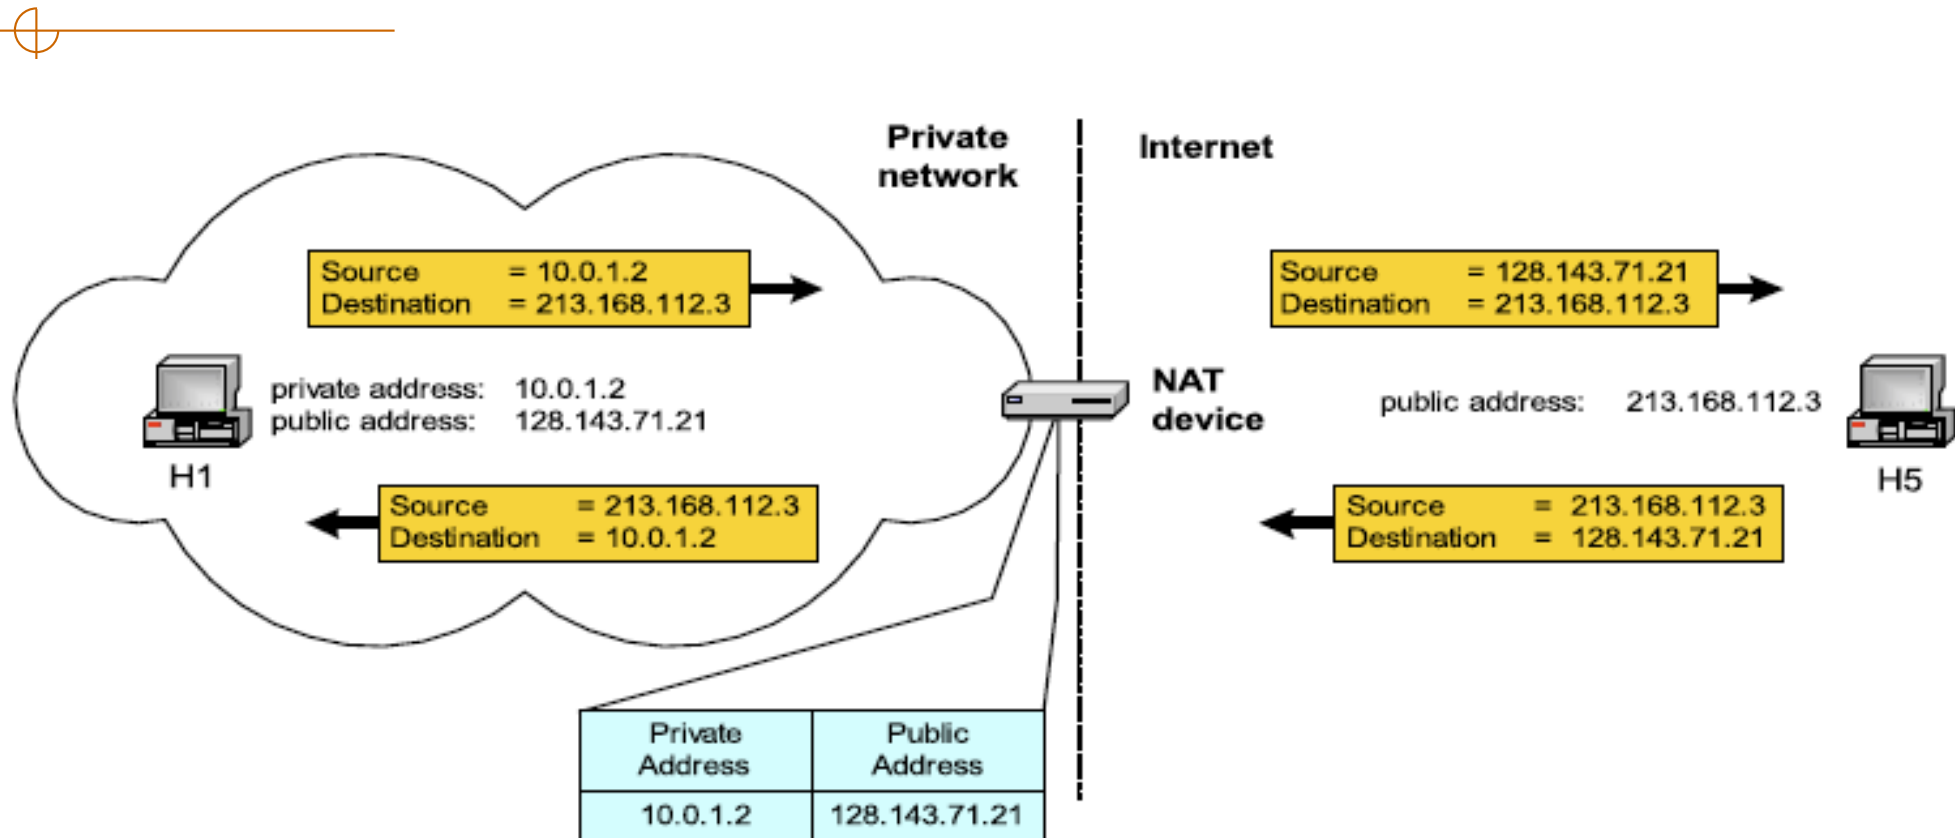 Private
network
Internet
Source = 10.0.1.2
Destination = 213.168.112.3
Source = 128.143.71.21
Destination = 213.168.112.3
private address: 10.0.1.2
public address: 128.143.71.21
H1
NAT
device
public address: 213.168.112.3
H5
Source = 213.168.112.3
Destination = 10.0.1.2
Source = 213.168.112.3
Destination = 128.143.71.21
Private
Address
Public
Address
10.0.1.2 128.143.71.21